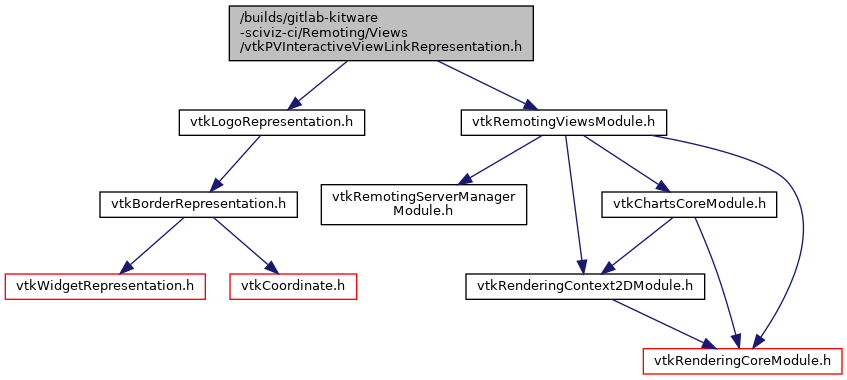 /builds/gitlab-kitware
-sciviz-ci/Remoting/Views
/vtkPVInteractiveViewLinkRepresentation.h
vtkLogoRepresentation.h
vtkRemotingViewsModule.h
vtkBorderRepresentation.h
vtkRemotingServerManager
Module.h
vtkChartsCoreModule.h
vtkWidgetRepresentation.h
vtkCoordinate.h
vtkRenderingContext2DModule.h
vtkRenderingCoreModule.h